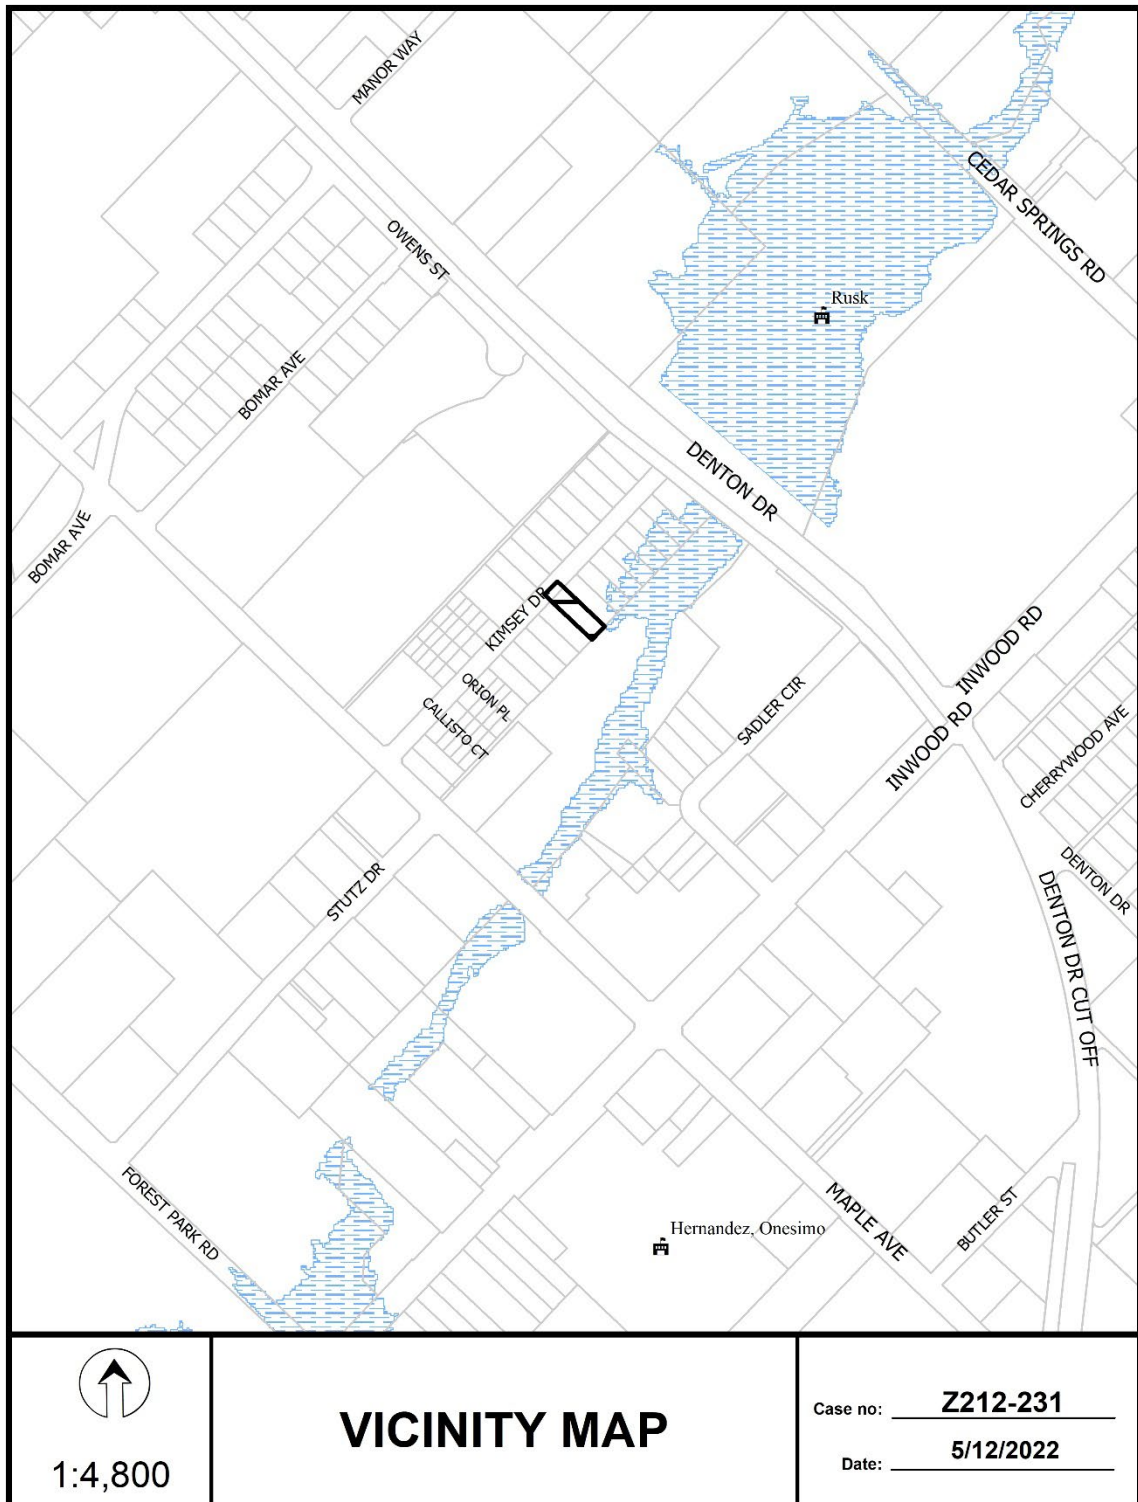 MANOR WAY
CEDAR SPRINGS RD
OWENS ST
Rusk
BOMAR AVE
DENTON DR
BOMAR AVE
KIMSEY DR
INWOOD RD
ORION PL
SADLER CIR
CALLISTO CT
INWOOD RD
CHERRYWOOD AVE
STUTZ DR
DENTON DR
DENTON DR CUT OFF
FOREST PARK RD
MAPLE AVE
BUTLER ST
Hernandez, Onesimo
1:4,800
VICINITY MAP
Case no: Z212-231
Date: 5/12/2022